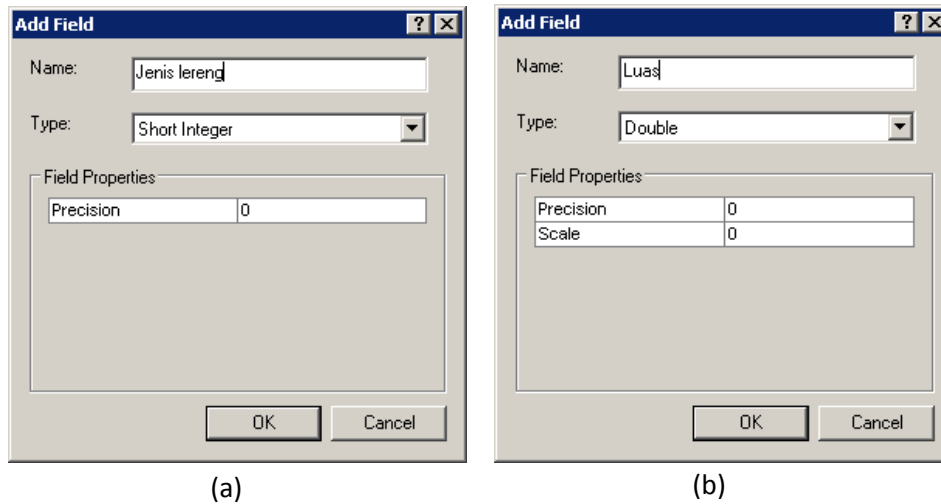 Add Field
Name: Jenis lereng
Type: Short Integer
Field Properties
Precision 0
OK Cancel
(a)
Add Field
Name: Luas
Type: Double
Field Properties
Precision 0
Scale 0
OK Cancel
(b)